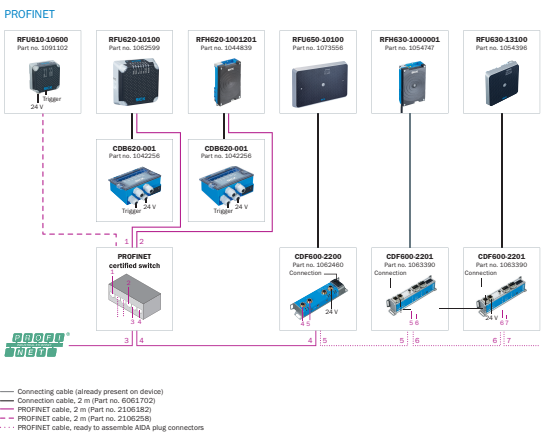 PROFINET
RFU610-10600
Part no. 1091102
RFU620-10100
Part no. 1062599
RFH620-1001201
Part no. 1044839
RFU650-10100
Part no. 1073556
RFH630-1000001
Part no. 1054747
RFU630-13100
Part no. 1054396
Trigger
24 V
CDB620-001
Part no. 1042256
CDB620-001
Part no. 1042256
24 V
Trigger
24 V
Trigger
1 2
PROFINET
certified switch
1
2
3 4
CDF600-2200
Part no. 1062460
Connection
24 V
4 5
CDF600-2201
Part no. 1063390
Connection
5 6
CDF600-2201
Part no. 1063390
Connection
24 V
6 7
PROFI
NET
®
3 4
4 5
5 6
6 7
Connecting cable (already present on device)
Connection cable, 2 m (Part no. 6061702)
PROFINET cable, 2 m (Part no. 2106182)
PROFINET cable, 2 m (Part no. 2106258)
PROFINET cable, ready to assemble AIDA plug connectors